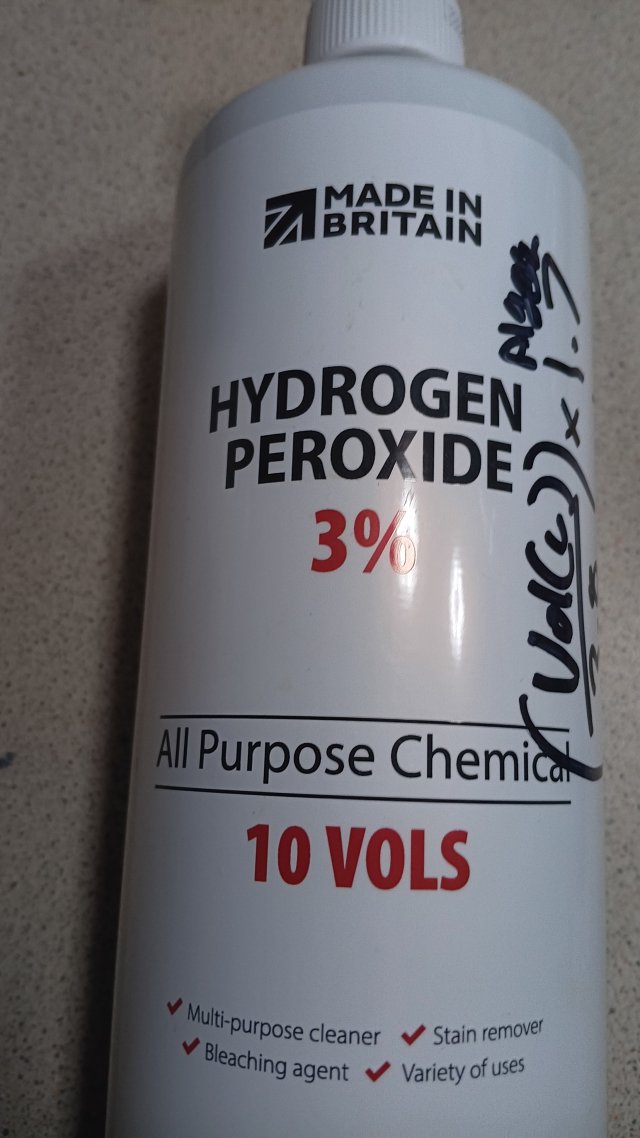 MADE IN
BRITAIN
HYDROGEN
PEROXIDE
3%
All Purpose Chemical
10 VOLS
Multi-purpose cleaner
Stain remover
Bleaching agent
Variety of uses
Algae
x 1.7